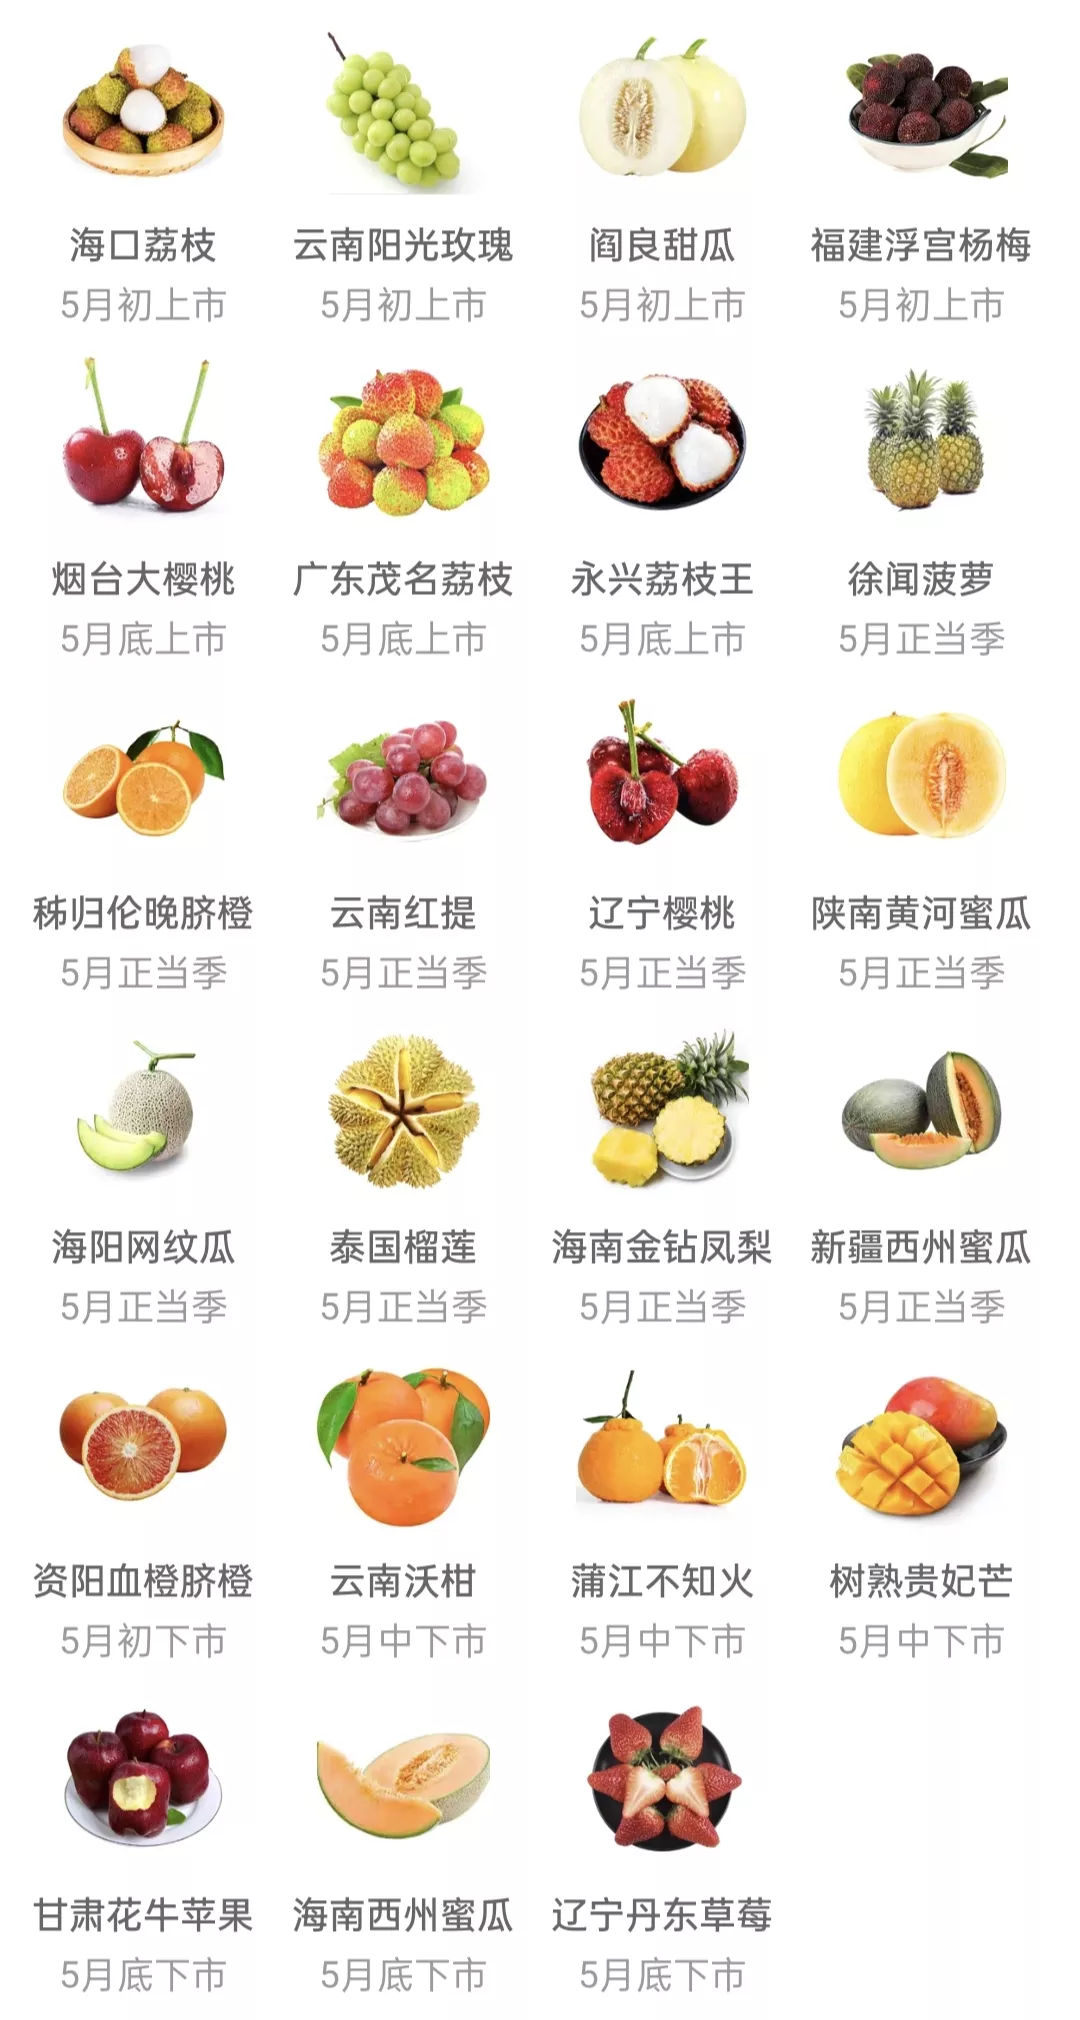 海口荔枝 云南阳光玫瑰 阎良甜瓜 福建浮宫杨梅
5月初上市 5月初上市 5月初上市 5月初上市
烟台大樱桃 广东茂名荔枝 永兴荔枝王 徐闻菠萝
5月底上市 5月底上市 5月底上市 5月正当季
秭归伦晚脐橙 云南红提 辽宁樱桃 陕南黄河蜜瓜
5月正当季 5月正当季 5月正当季 5月正当季
海阳网纹瓜 泰国榴莲 海南金钻凤梨 新疆西州蜜瓜
5月正当季 5月正当季 5月正当季 5月正当季
资阳血橙脐橙 云南沃柑 蒲江不知火 树熟贵妃芒
5月初下市 5月中下市 5月中下市 5月中下市
甘肃花牛苹果 海南西州蜜瓜 辽宁丹东草莓
5月底下市 5月底下市 5月底下市